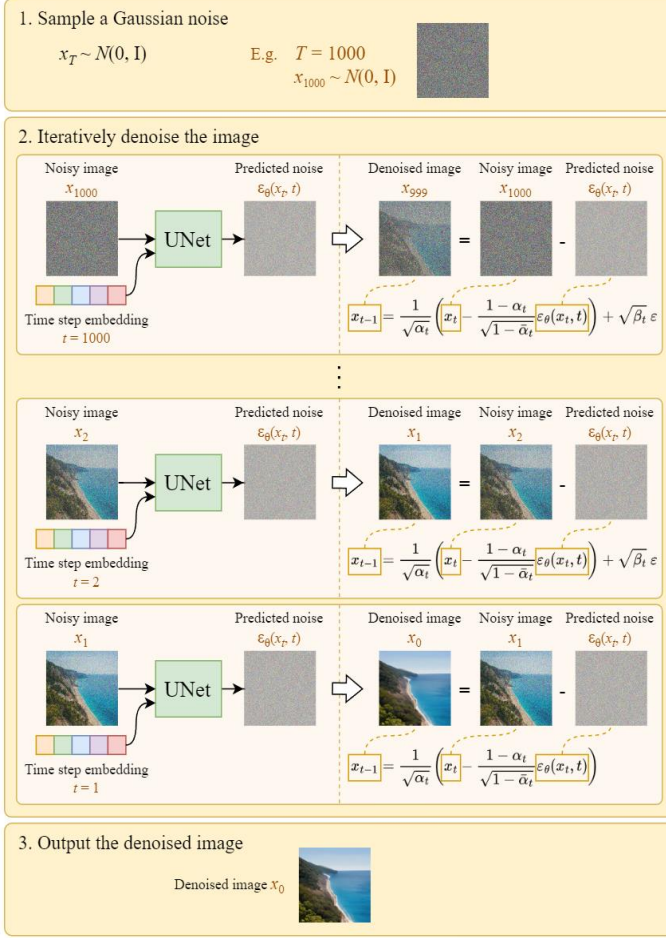 1. Sample a Gaussian noise
x_T ~ N(0, I)
E.g. T = 1000
x_1000 ~ N(0, I)
2. Iteratively denoise the image
Noisy image
x_1000
UNet
Predicted noise
ε_θ(x_t, t)
Time step embedding
t = 1000
Denoised image
x_999
=
Noisy image
x_1000
-
Predicted noise
ε_θ(x_t, t)
x_{t−1} = 1/√α_t (x_t − (1 − α_t)/√(1 − ᾱ_t) ε_θ(x_t, t)) + √β_t ε
⋮
Noisy image
x_2
UNet
Predicted noise
ε_θ(x_t, t)
Time step embedding
t = 2
Denoised image
x_1
=
Noisy image
x_2
-
Predicted noise
ε_θ(x_t, t)
x_{t−1} = 1/√α_t (x_t − (1 − α_t)/√(1 − ᾱ_t) ε_θ(x_t, t)) + √β_t ε
Noisy image
x_1
UNet
Predicted noise
ε_θ(x_t, t)
Time step embedding
t = 1
Denoised image
x_0
=
Noisy image
x_1
-
Predicted noise
ε_θ(x_t, t)
x_{t−1} = 1/√α_t (x_t − (1 − α_t)/√(1 − ᾱ_t) ε_θ(x_t, t))
3. Output the denoised image
Denoised image x_0